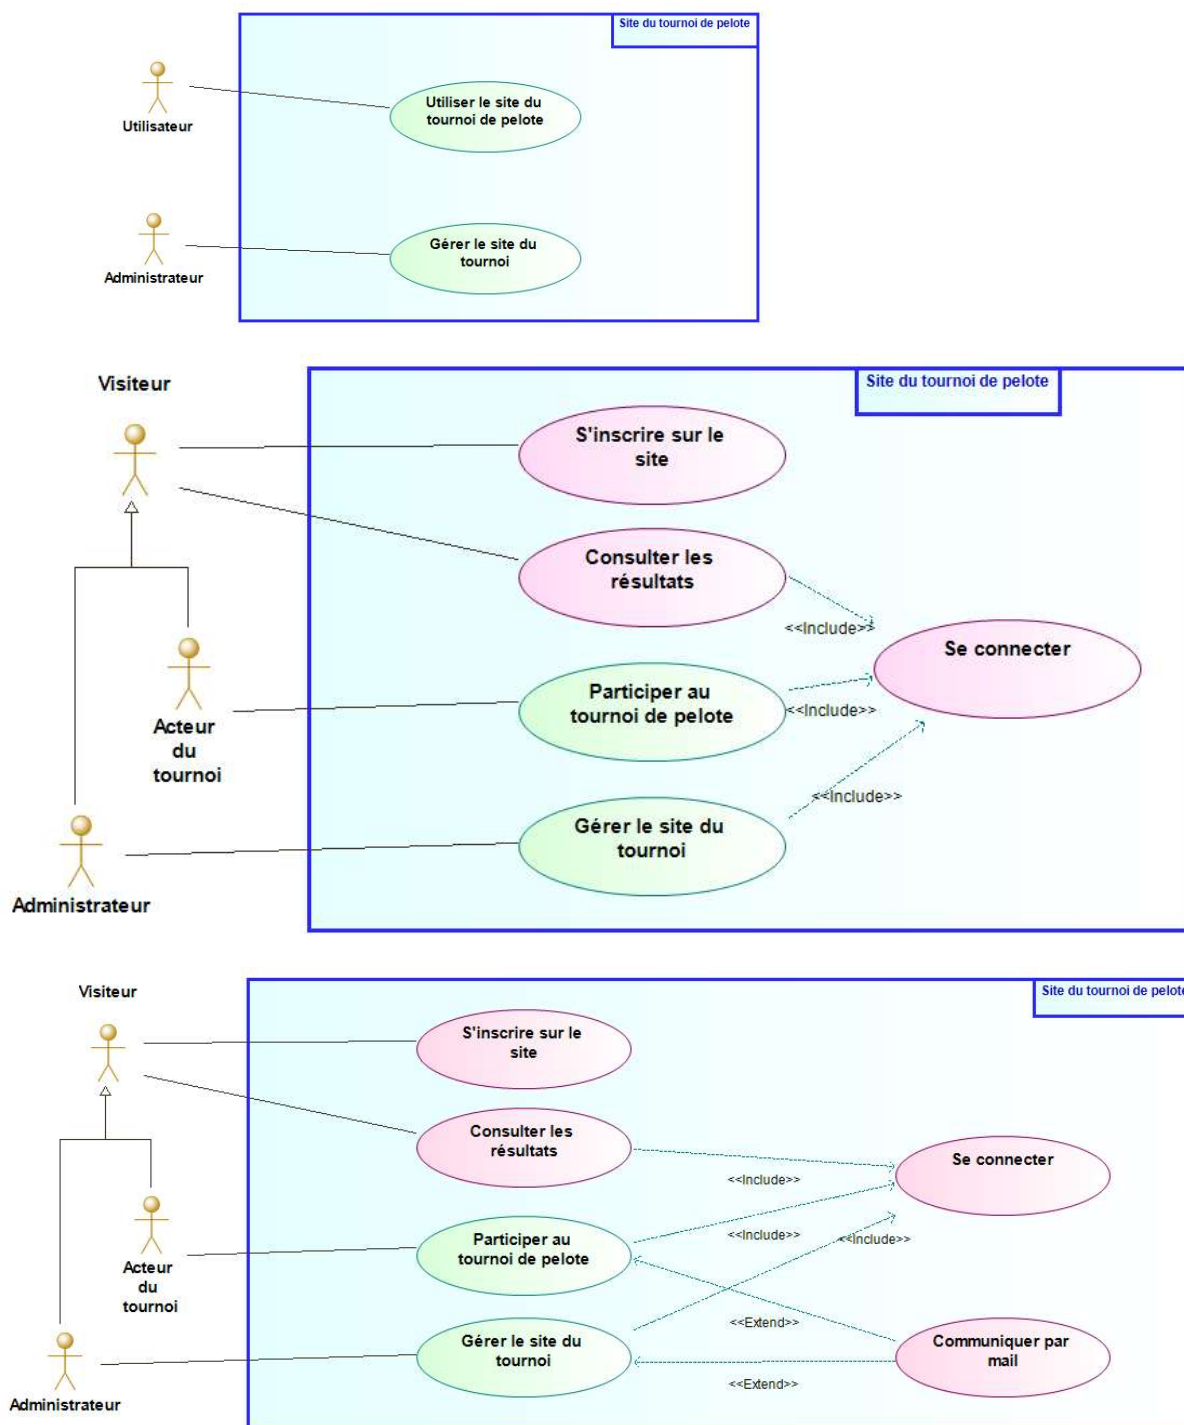 Site du tournoi de pelote
Utiliser le site du
tournoi de pelote
Utilisateur
Gérer le site du
tournoi
Administrateur
Visiteur
Site du tournoi de pelote
S'inscrire sur le
site
Consulter les
résultats
<<Include>>
Se connecter
Participer au
tournoi de pelote
<<Include>>
Acteur
du
tournoi
<<Include>>
Gérer le site du
tournoi
Administrateur
Visiteur
Site du tournoi de pelote
S'inscrire sur le
site
Consulter les
résultats
Se connecter
<<Include>>
Participer au
tournoi de pelote
<<Include>>
<<Include>>
Acteur
du
tournoi
<<Extend>>
Gérer le site du
tournoi
Communiquer par
mail
<<Extend>>
Administrateur